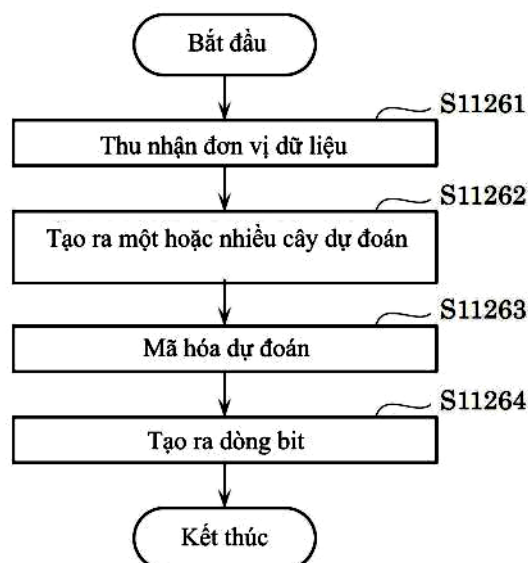 Bắt đầu
S11261
Thu nhận đơn vị dữ liệu
S11262
Tạo ra một hoặc nhiều cây dự đoán
S11263
Mã hóa dự đoán
S11264
Tạo ra dòng bit
Kết thúc